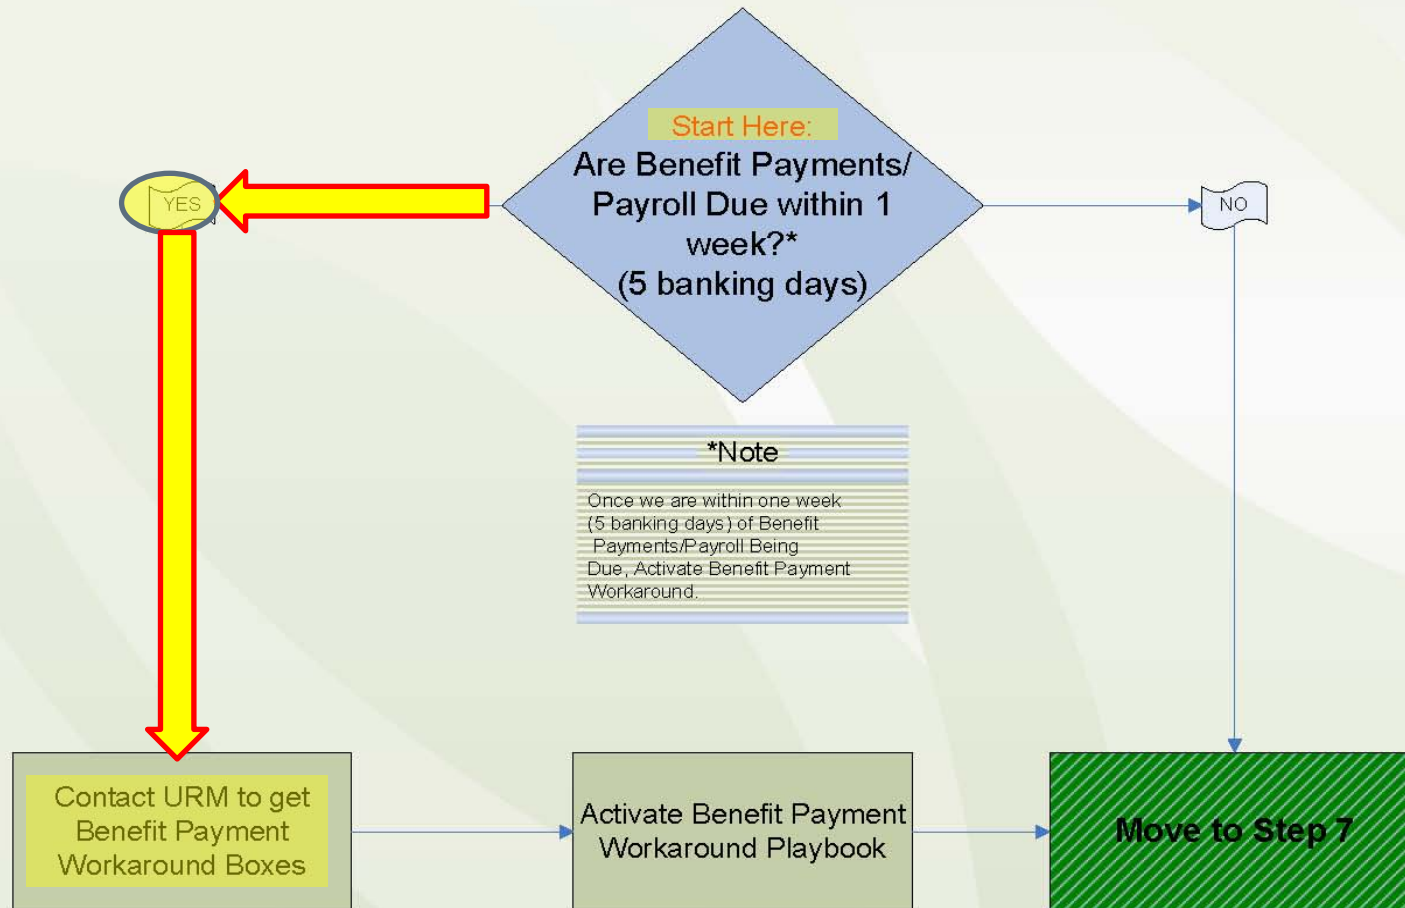 Start Here:
Are Benefit Payments/
Payroll Due within 1
week?*
(5 banking days)
YES
NO
*Note
Once we are within one week
(5 banking days) of Benefit
Payments/Payroll Being
Due, Activate Benefit Payment
Workaround.
Contact URM to get
Benefit Payment
Workaround Boxes
Activate Benefit Payment
Workaround Playbook
Move to Step 7